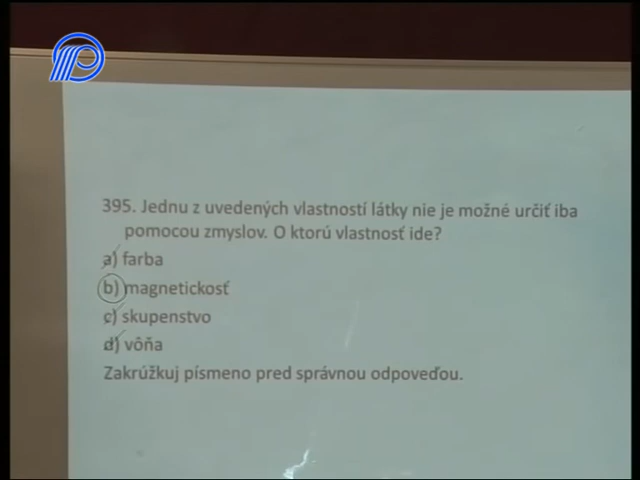 395. Jednu z uvedených vlastností látky nie je možné určiť iba
pomocou zmyslov. O ktorú vlastnosť ide?
a) farba
b) magnetickosť
c) skupenstvo
d) vôňa
Zakrúžkuj písmeno pred správnou odpoveďou.